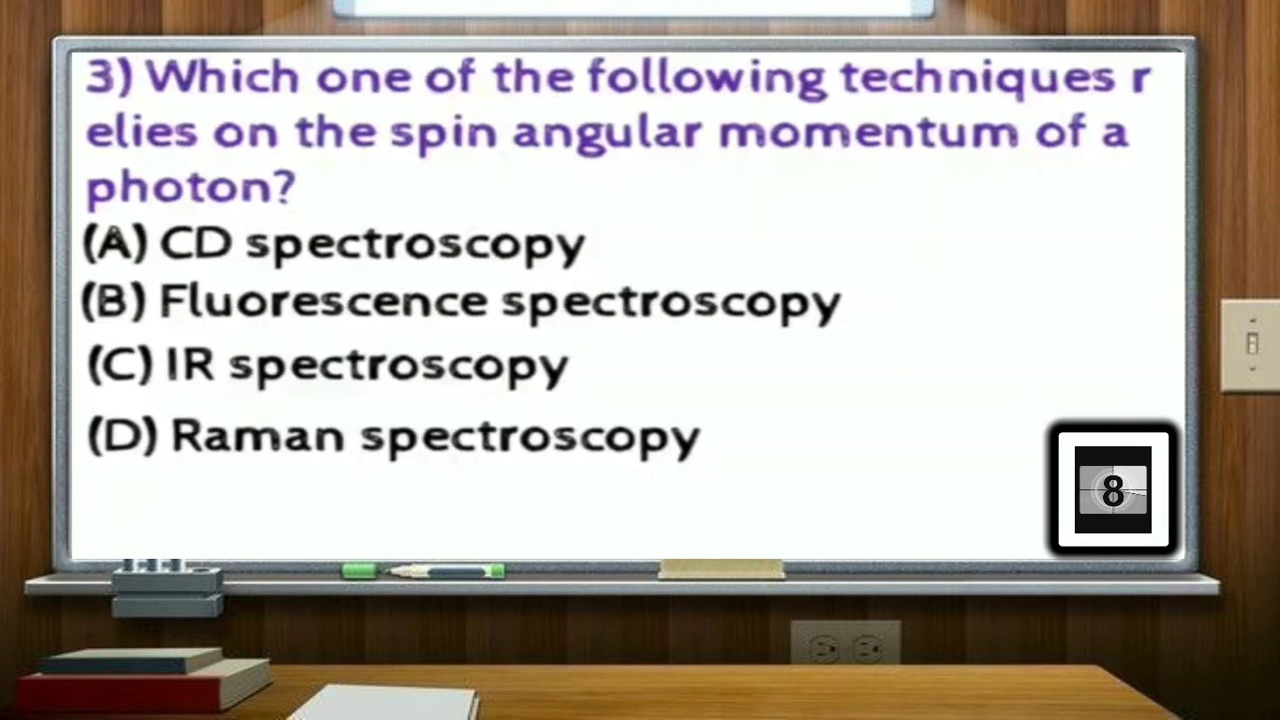 3) Which one of the following techniques r
elies on the spin angular momentum of a
photon?
(A) CD spectroscopy
(B) Fluorescence spectroscopy
(C) IR spectroscopy
(D) Raman spectroscopy
8